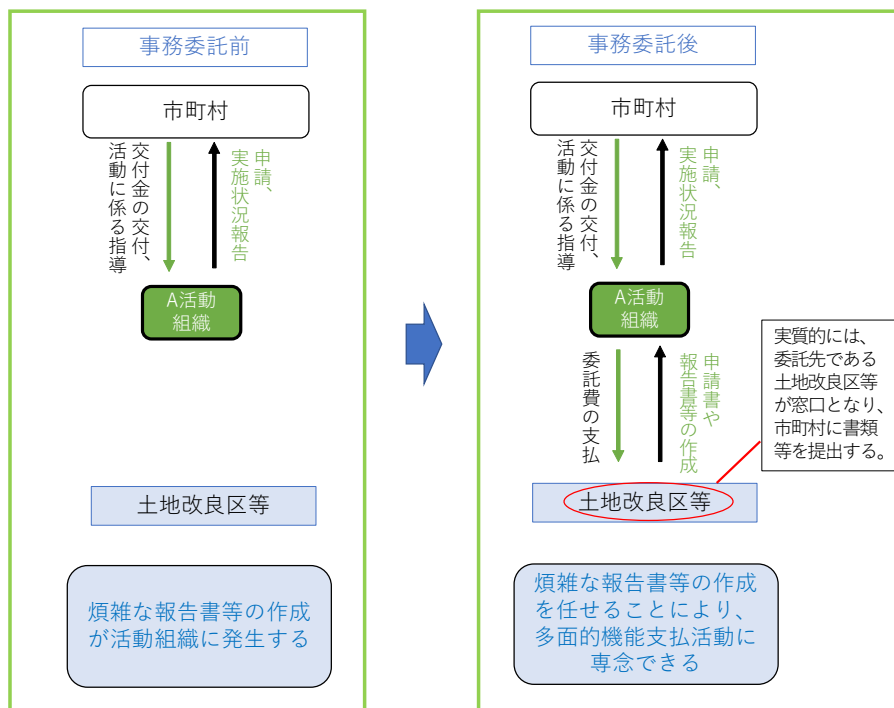 事務委託前
市町村
交付金の交付、
活動に係る指導
申請、
実施状況報告
A活動
組織
土地改良区等
煩雑な報告書等の作成
が活動組織に発生する
事務委託後
市町村
交付金の交付、
活動に係る指導
申請、
実施状況報告
A活動
組織
委託費の支払
申請書や
報告書等の作成
実質的には、
委託先である
土地改良区等
が窓口となり、
市町村に書類
等を提出する。
土地改良区等
煩雑な報告書等の作成
を任せることにより、
多面的機能支払活動に
専念できる